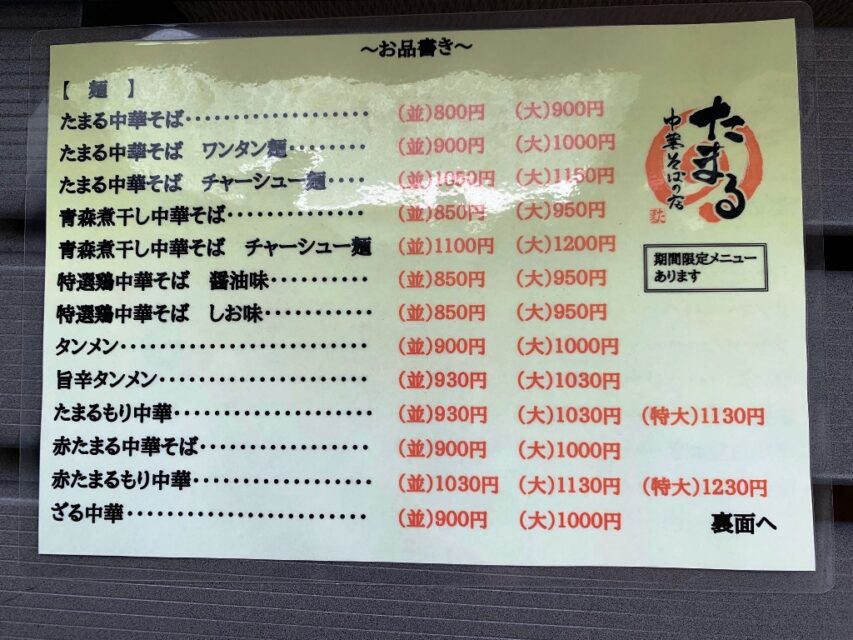 ～お品書き～
【　麺　】
たまる中華そば・・・・・・・・・・・・・・・・・・ (並)800円 (大)900円
たまる中華そば　ワンタン麺・・・・・・・・ (並)900円 (大)1000円
たまる中華そば　チャーシュー麺・・・・ (並)1050円 (大)1150円
青森煮干し中華そば・・・・・・・・・・・・・・ (並)850円 (大)950円
青森煮干し中華そば　チャーシュー麺 (並)1100円 (大)1200円
特選鶏中華そば　醤油味・・・・・・・・・・ (並)850円 (大)950円
特選鶏中華そば　しお味・・・・・・・・・・・ (並)850円 (大)950円
タンメン・・・・・・・・・・・・・・・・・・・・・・・・・ (並)900円 (大)1000円
旨辛タンメン・・・・・・・・・・・・・・・・・・・・・ (並)930円 (大)1030円
たまるもり中華・・・・・・・・・・・・・・・・・・・・ (並)930円 (大)1030円 (特大)1130円
赤たまる中華そば・・・・・・・・・・・・・・・・・ (並)900円 (大)1000円
赤たまるもり中華・・・・・・・・・・・・・・・・・・ (並)1030円 (大)1130円 (特大)1230円
ざる中華・・・・・・・・・・・・・・・・・・・・・・・・ (並)900円 (大)1000円
裏面へ
たまる
中華そばの店
期間限定メニュー
あります